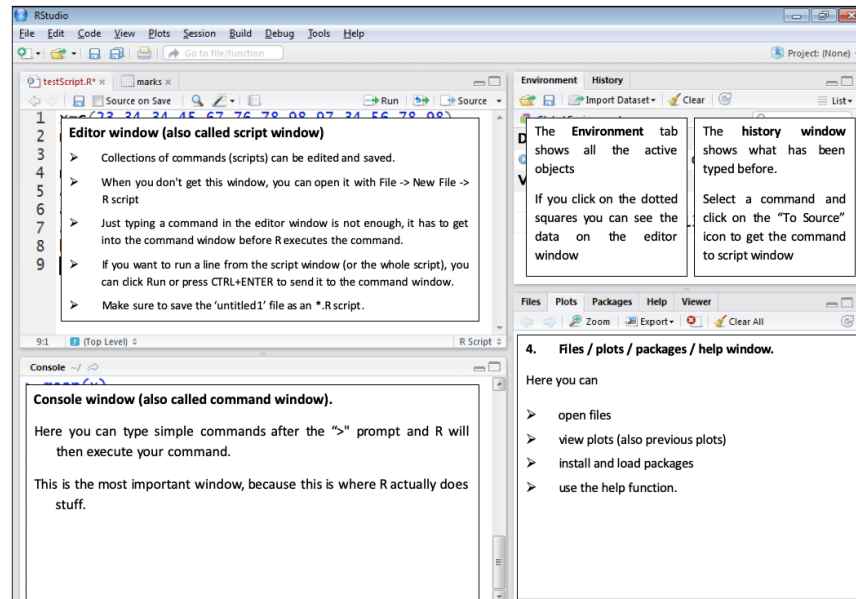 RStudio
File Edit Code View Plots Session Build Debug Tools Help
Go to file/function
Project: (None)
testScript.R* × marks ×
Source on Save
Run
Source
1
2
3
4
5
6
7
8
9
Editor window (also called script window)
➢ Collections of commands (scripts) can be edited and saved.
➢ When you don't get this window, you can open it with File -> New File ->
R script
➢ Just typing a command in the editor window is not enough, it has to get
into the command window before R executes the command.
➢ If you want to run a line from the script window (or the whole script), you
can click Run or press CTRL+ENTER to send it to the command window.
➢ Make sure to save the ‘untitled1’ file as an *.R script.
9:1 (Top Level) R Script
Console ~/
Console window (also called command window).
Here you can type simple commands after the “>" prompt and R will
then execute your command.
This is the most important window, because this is where R actually does
stuff.
Environment History
Import Dataset Clear
List
The Environment tab
shows all the active
objects
If you click on the dotted
squares you can see the
data on the editor
window
The history window
shows what has been
typed before.
Select a command and
click on the “To Source”
icon to get the command
to script window
Files Plots Packages Help Viewer
Zoom Export Clear All
4. Files / plots / packages / help window.
Here you can
➢ open files
➢ view plots (also previous plots)
➢ install and load packages
➢ use the help function.